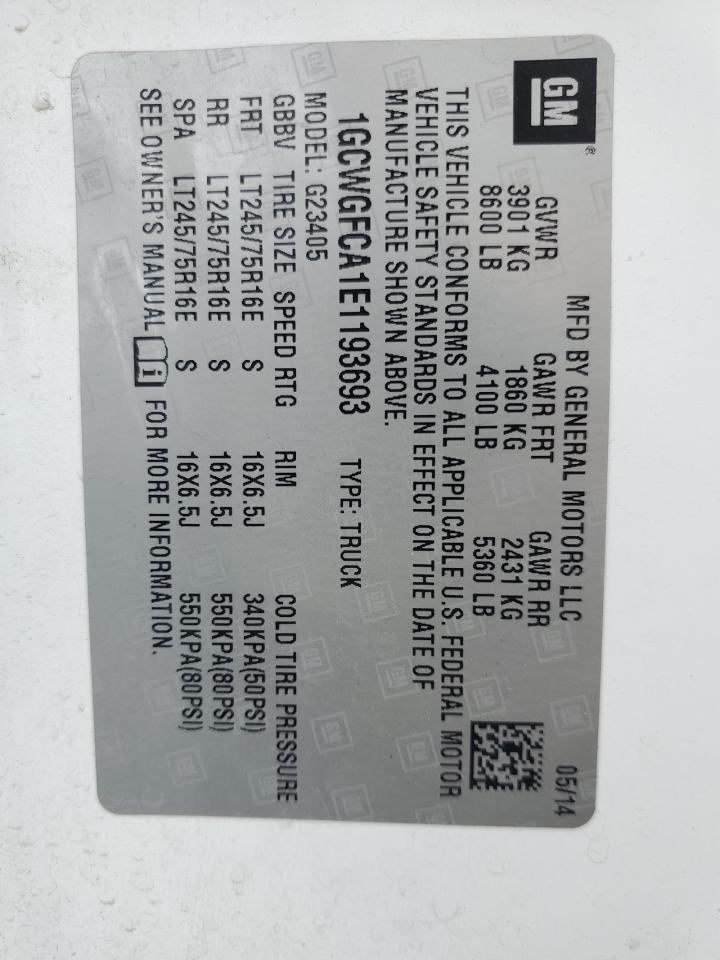 GM
MFD BY GENERAL MOTORS LLC 05/14
GVWR GAWR FRT GAWR RR
3901 KG 1860 KG 2431 KG
8600 LB 4100 LB 5360 LB
THIS VEHICLE CONFORMS TO ALL APPLICABLE U.S. FEDERAL MOTOR
VEHICLE SAFETY STANDARDS IN EFFECT ON THE DATE OF
MANUFACTURE SHOWN ABOVE.
1GCWGFCA1E1193693 TYPE: TRUCK
MODEL: G23405
GBBV TIRE SIZE SPEED RTG RIM COLD TIRE PRESSURE
FRT LT245/75R16E S 16X6.5J 340KPA(50PSI)
RR LT245/75R16E S 16X6.5J 550KPA(80PSI)
SPA LT245/75R16E S 16X6.5J 550KPA(80PSI)
SEE OWNER'S MANUAL i FOR MORE INFORMATION.